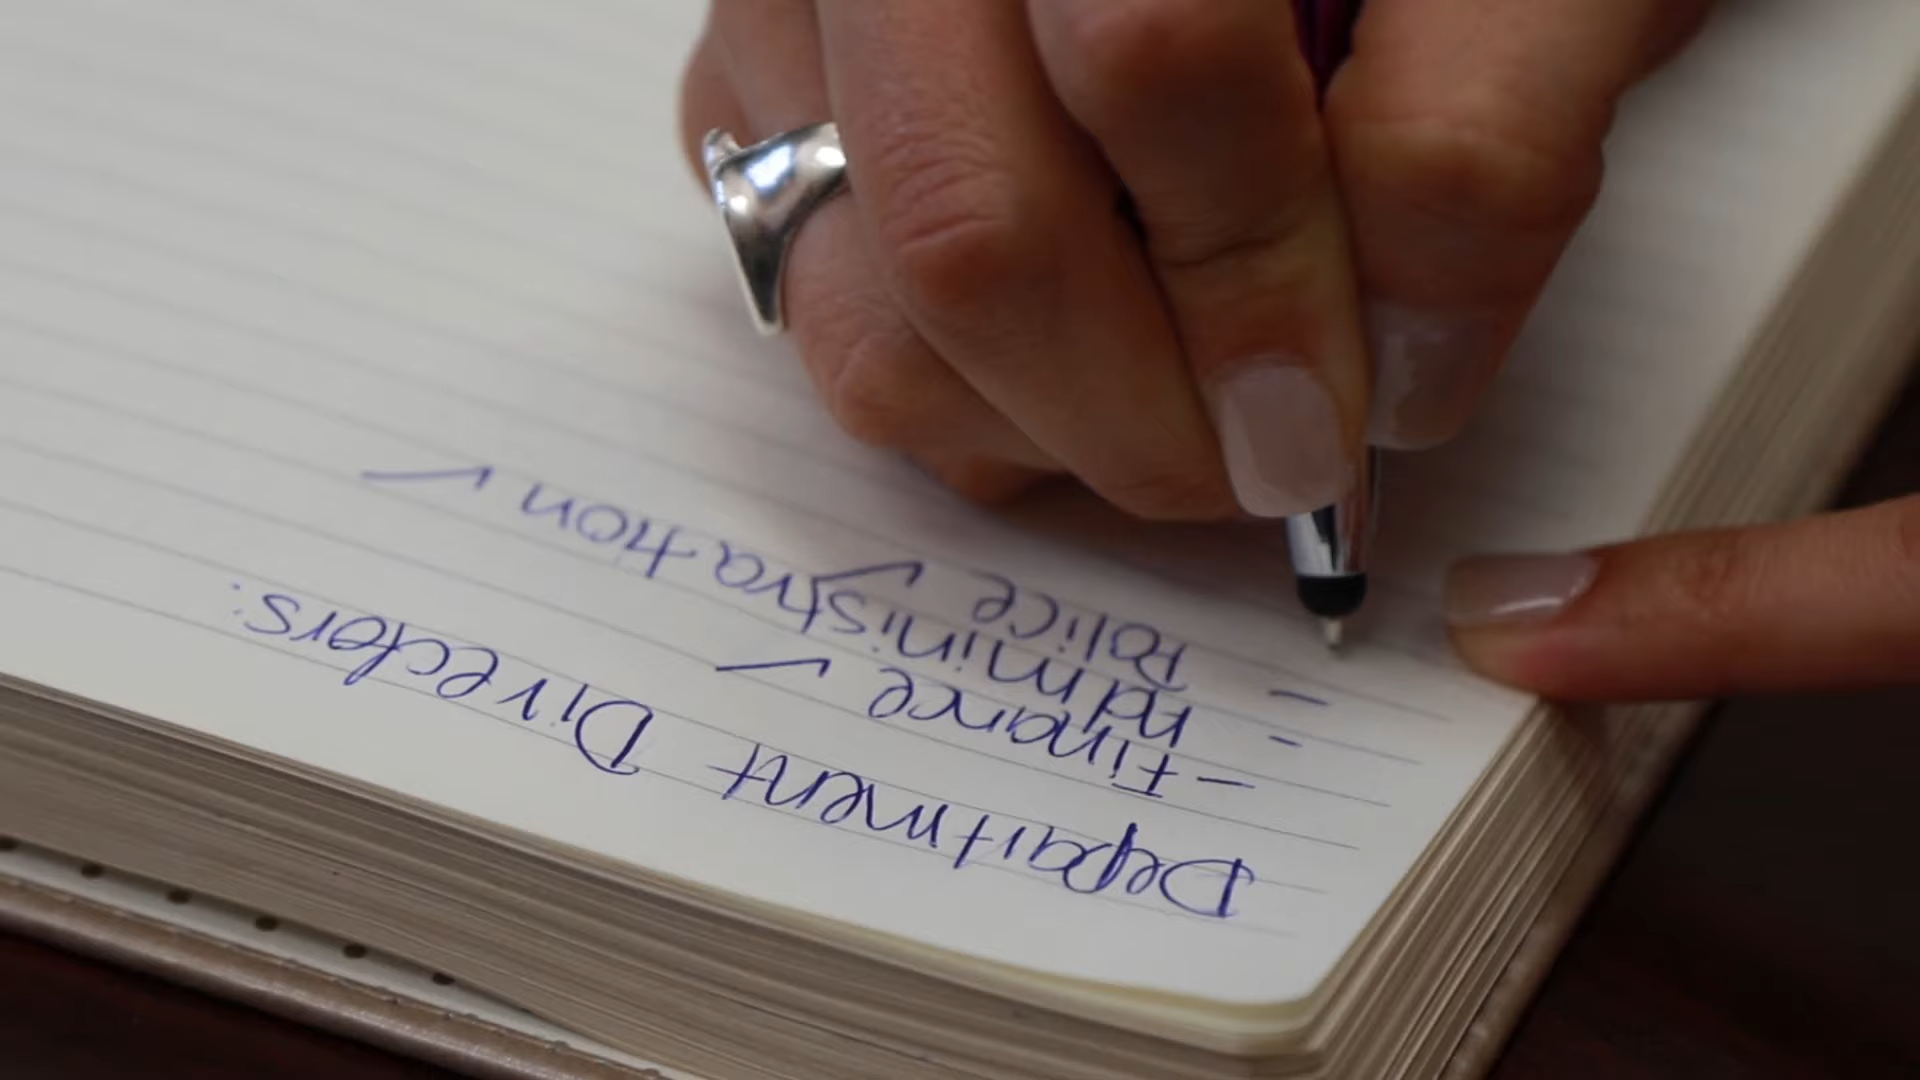 Department Directors:
- Finance ✓
- Administration ✓
- Police ✓